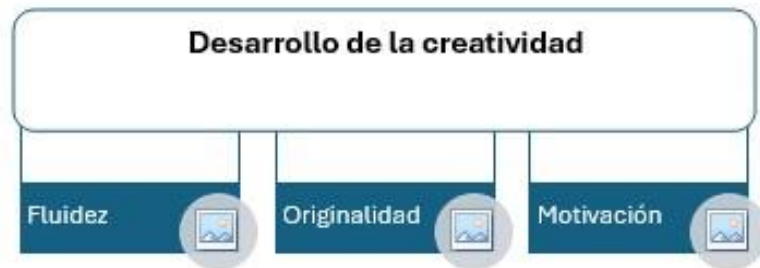 Desarrollo de la creatividad
Fluidez
Originalidad
Motivación